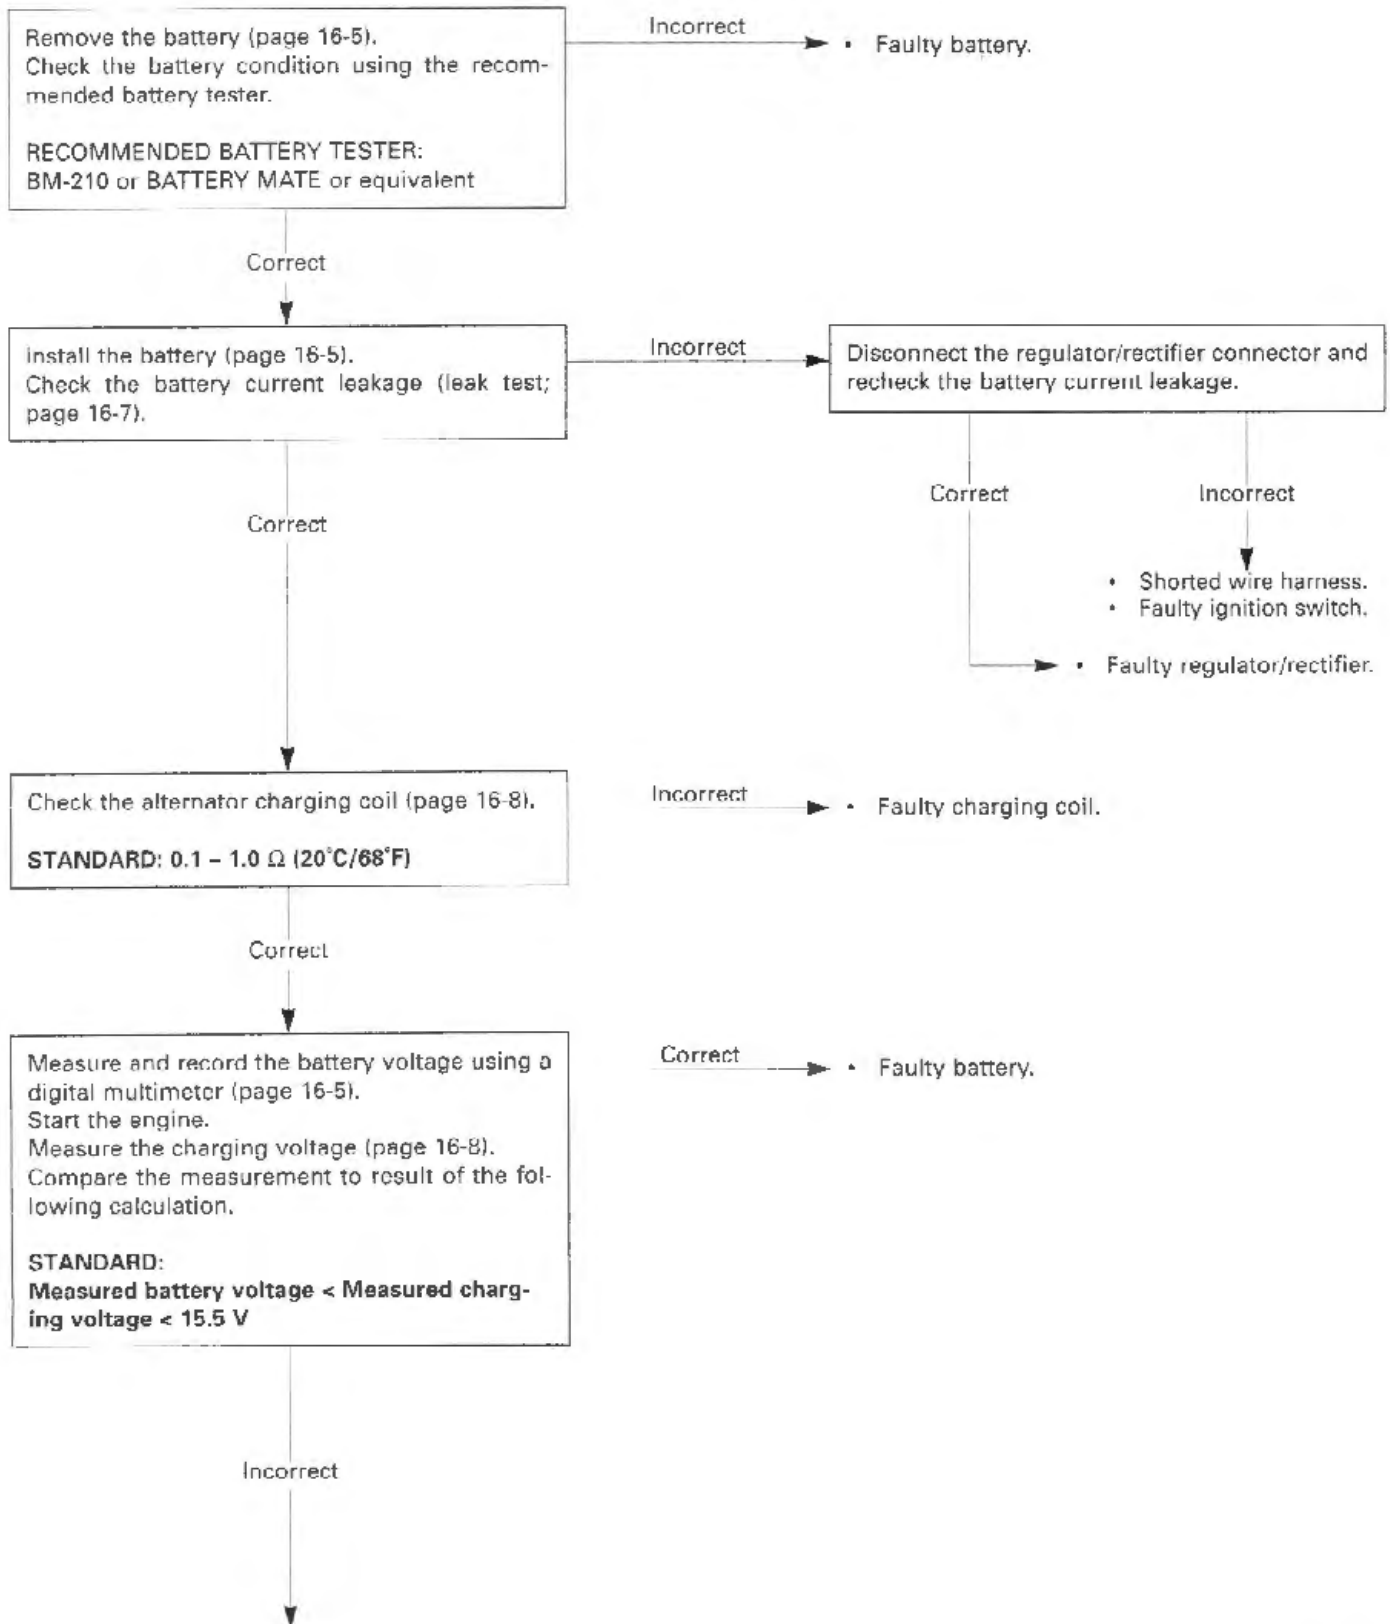 Remove the battery (page 16-5).
Check the battery condition using the recom-
mended battery tester.
RECOMMENDED BATTERY TESTER:
BM-210 or BATTERY MATE or equivalent
Incorrect
• Faulty battery.
Correct
Install the battery (page 16-5).
Check the battery current leakage (leak test;
page 16-7).
Incorrect
Disconnect the regulator/rectifier connector and
recheck the battery current leakage.
Correct
Incorrect
• Shorted wire harness.
• Faulty ignition switch.
• Faulty regulator/rectifier.
Correct
Check the alternator charging coil (page 16-8).
STANDARD: 0.1 – 1.0 Ω (20°C/68°F)
Incorrect
• Faulty charging coil.
Correct
Measure and record the battery voltage using a
digital multimeter (page 16-5).
Start the engine.
Measure the charging voltage (page 16-8).
Compare the measurement to result of the fol-
lowing calculation.
STANDARD:
Measured battery voltage < Measured charg-
ing voltage < 15.5 V
Correct
• Faulty battery.
Incorrect